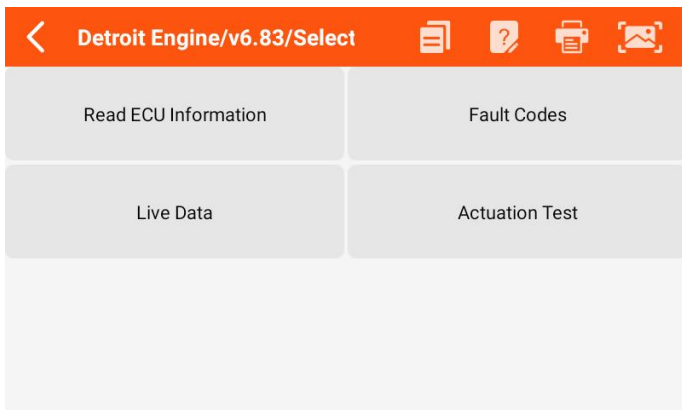 Detroit Engine/v6.83/Select
Read ECU Information
Fault Codes
Live Data
Actuation Test